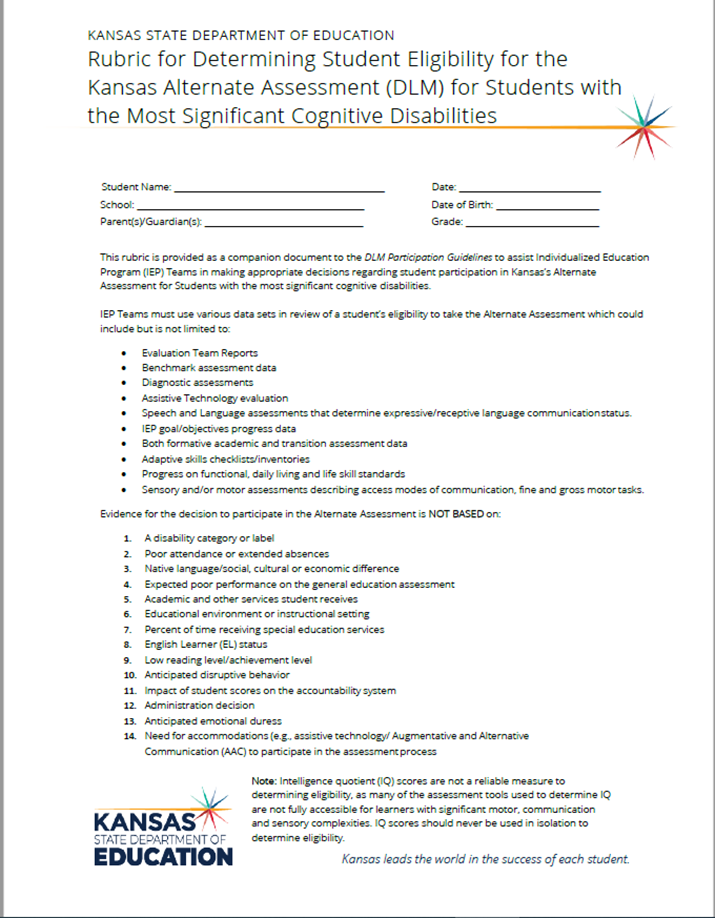 KANSAS STATE DEPARTMENT OF EDUCATION
Rubric for Determining Student Eligibility for the
Kansas Alternate Assessment (DLM) for Students with
the Most Significant Cognitive Disabilities
Student Name: ________ Date: ________
School: ________ Date of Birth: ________
Parent(s)/Guardian(s): ________ Grade: ________
This rubric is provided as a companion document to the DLM Participation Guidelines to assist Individualized Education
Program (IEP) Teams in making appropriate decisions regarding student participation in Kansas's Alternate
Assessment for Students with the most significant cognitive disabilities.
IEP Teams must use various data sets in review of a student's eligibility to take the Alternate Assessment which could
include but is not limited to:
• Evaluation Team Reports
• Benchmark assessment data
• Diagnostic assessments
• Assistive Technology evaluation
• Speech and Language assessments that determine expressive/receptive language communication status.
• IEP goal/objectives progress data
• Both formative academic and transition assessment data
• Adaptive skills checklists/inventories
• Progress on functional, daily living and life skill standards
• Sensory and/or motor assessments describing access modes of communication, fine and gross motor tasks.
Evidence for the decision to participate in the Alternate Assessment is NOT BASED on:
1. A disability category or label
2. Poor attendance or extended absences
3. Native language/social, cultural or economic difference
4. Expected poor performance on the general education assessment
5. Academic and other services student receives
6. Educational environment or instructional setting
7. Percent of time receiving special education services
8. English Learner (EL) status
9. Low reading level/achievement level
10. Anticipated disruptive behavior
11. Impact of student scores on the accountability system
12. Administration decision
13. Anticipated emotional duress
14. Need for accommodations (e.g., assistive technology/ Augmentative and Alternative
Communication (AAC) to participate in the assessment process
Note: Intelligence quotient (IQ) scores are not a reliable measure to
determining eligibility, as many of the assessment tools used to determine IQ
are not fully accessible for learners with significant motor, communication
and sensory complexities. IQ scores should never be used in isolation to
determine eligibility.
KANSAS
STATE DEPARTMENT OF
EDUCATION
Kansas leads the world in the success of each student.